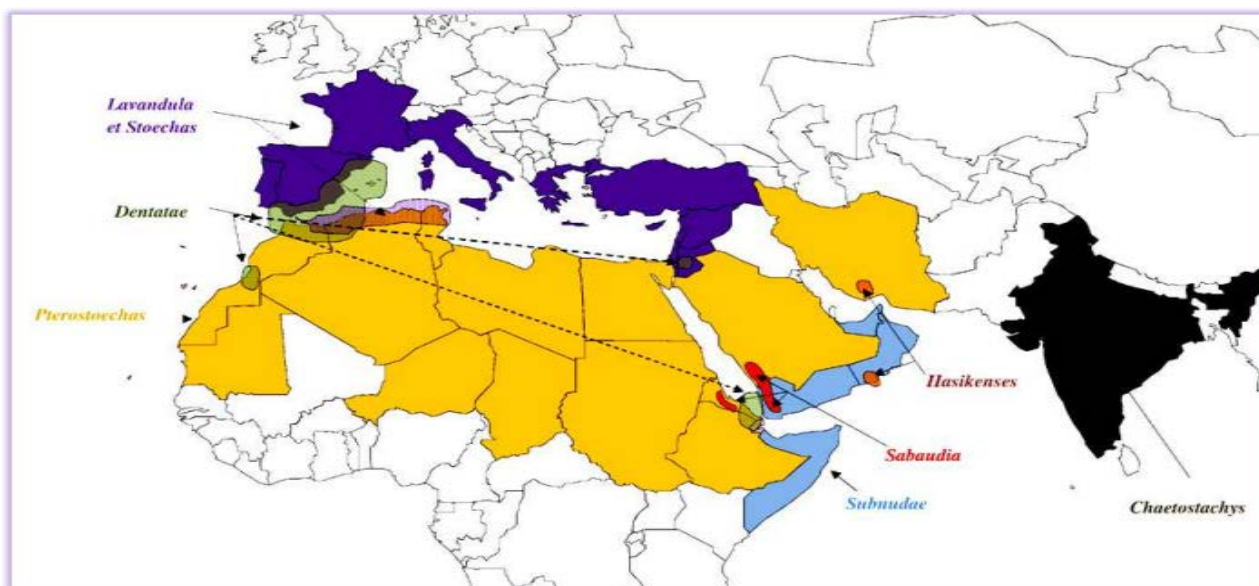 Lavandula
et Stoechas
Dentatae
Pterostoechas
Hasikenses
Sabaudia
Subnudae
Chaetostachys